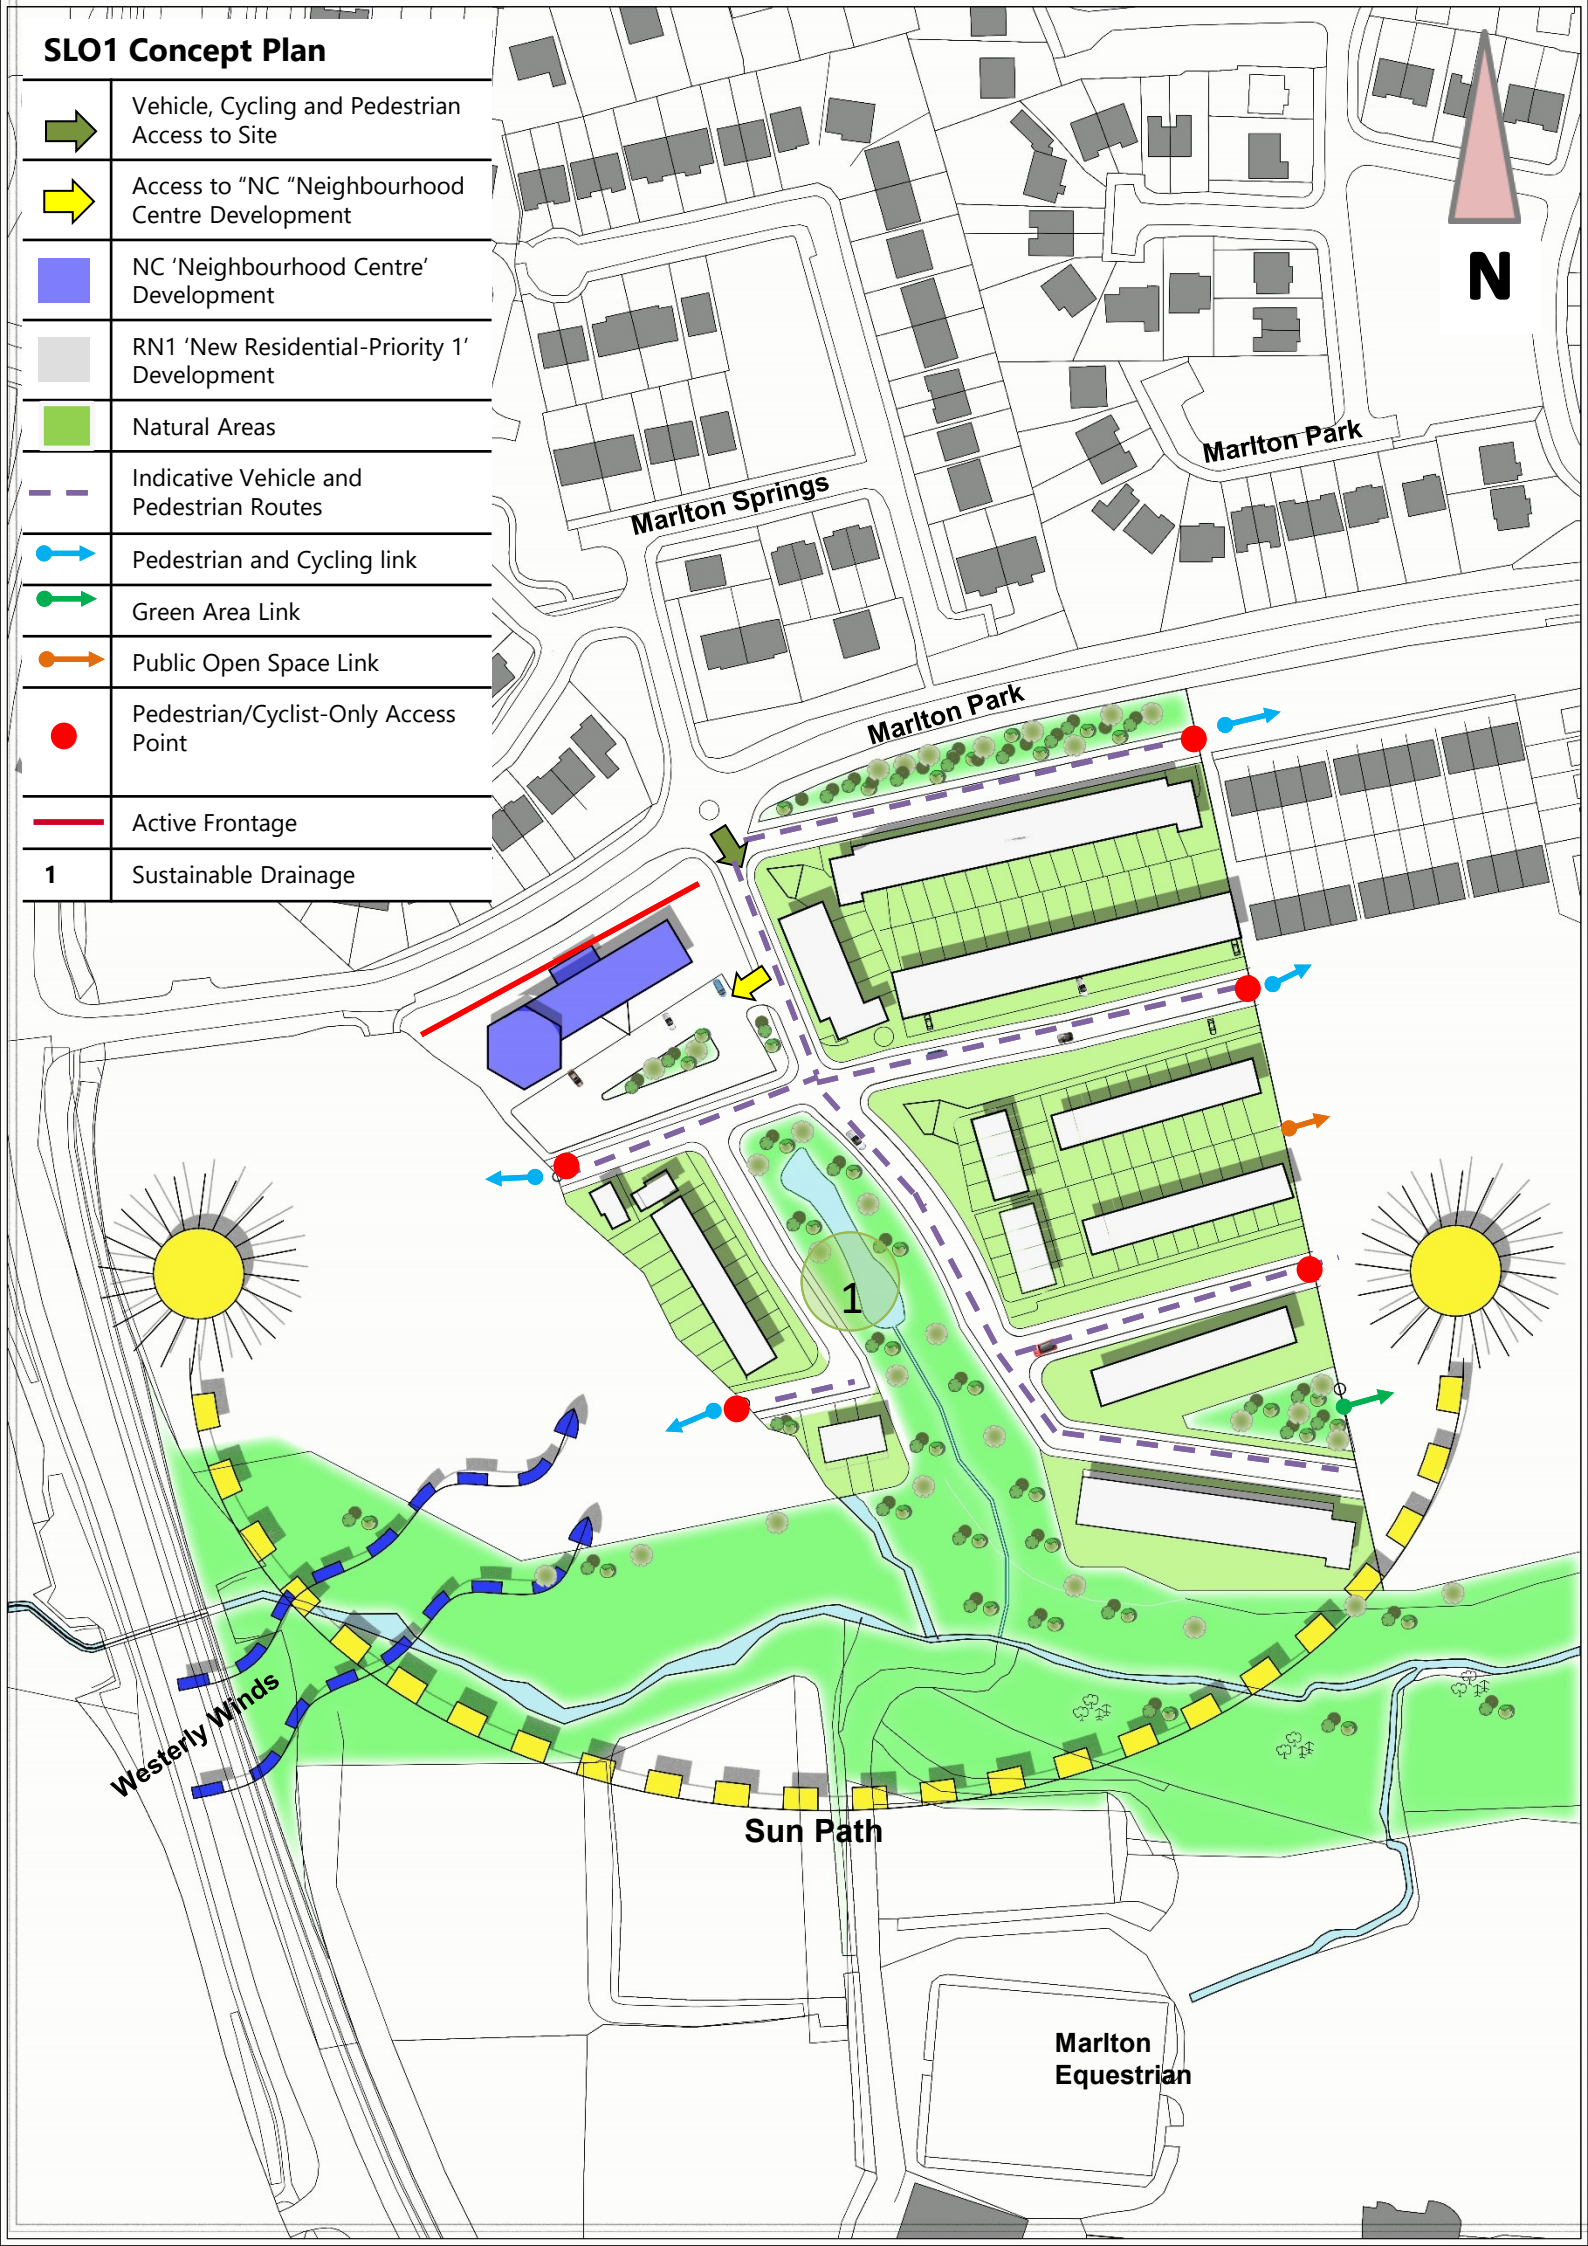 SLO1 Concept Plan
Vehicle, Cycling and Pedestrian
Access to Site
Access to “NC “Neighbourhood
Centre Development
NC ‘Neighbourhood Centre’
Development
RN1 ‘New Residential-Priority 1’
Development
Natural Areas
Indicative Vehicle and
Pedestrian Routes
Pedestrian and Cycling link
Green Area Link
Public Open Space Link
Pedestrian/Cyclist-Only Access
Point
Active Frontage
1
Sustainable Drainage
N
Marlton Park
Marlton Springs
Marlton Park
1
Westerly Winds
Sun Path
Marlton
Equestrian